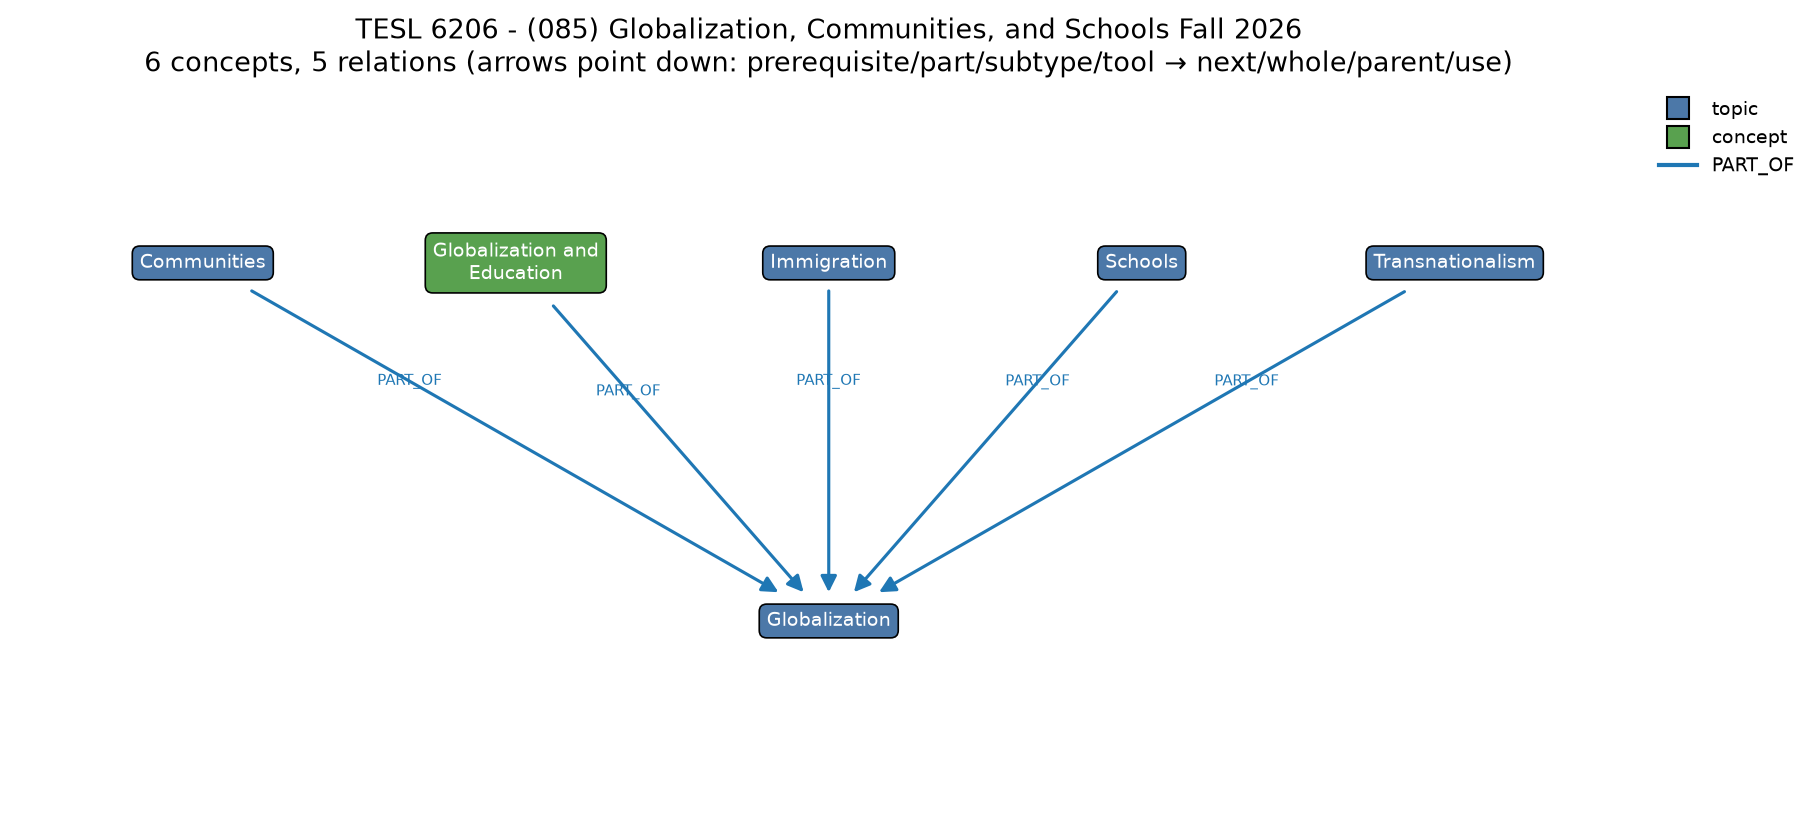 TESL 6206 - (085) Globalization, Communities, and Schools Fall 2026
6 concepts, 5 relations (arrows point down: prerequisite/part/subtype/tool → next/whole/parent/use)
topic
concept
PART_OF
Communities
Globalization and
Education
Immigration
Schools
Transnationalism
PART_OF
PART_OF
PART_OF
PART_OF
PART_OF
Globalization